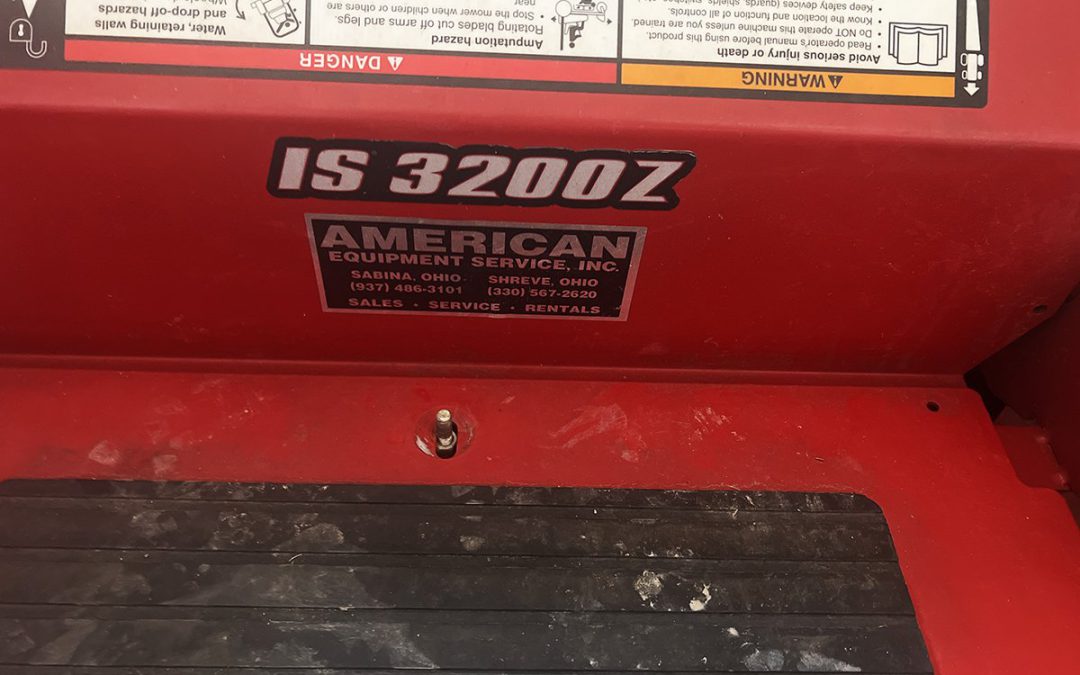 ⚠ WARNING
Avoid serious injury or death
• Read operator's manual before using this product.
• Do NOT operate this machine unless you are trained.
• Know the location and function of all controls.
• Keep safety devices (guards, shields,
⚠ DANGER
Amputation hazard
Rotating blades cut off arms and legs.
• Stop mower when children or others are
near
Water, retaining
walls and drop-off
hazards
IS 3200Z
AMERICAN
EQUIPMENT SERVICE, INC.
SABINA, OHIO SHREVE, OHIO
(937) 486-3101 (330) 567-2620
SALES · SERVICE · RENTALS